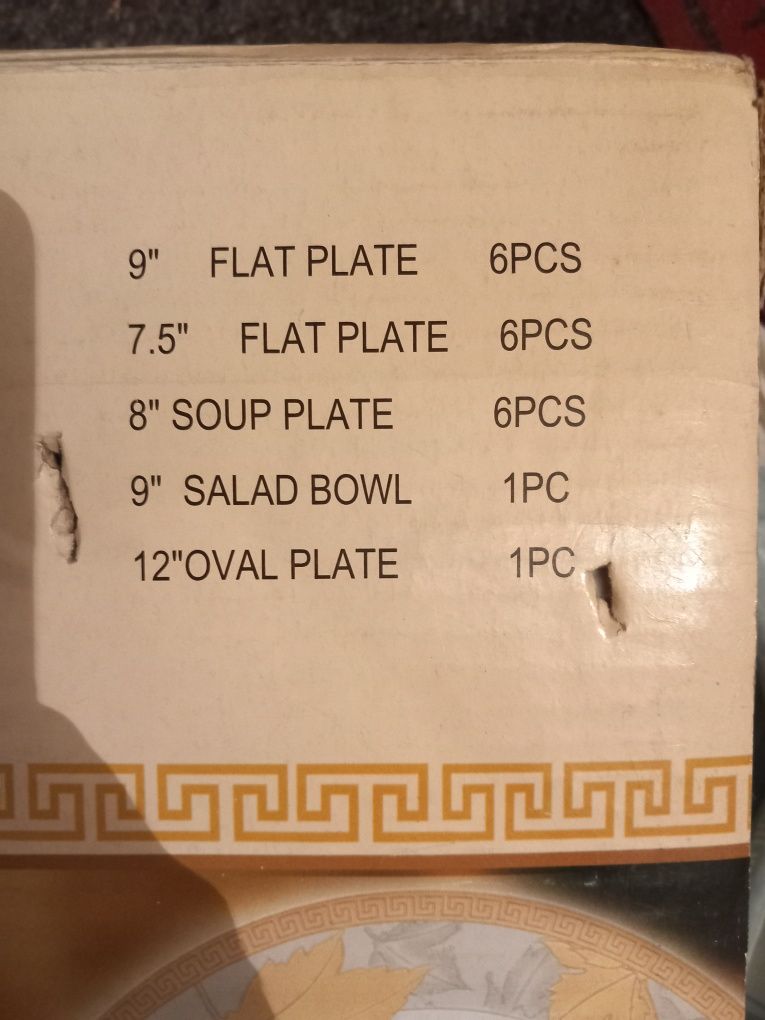 9" FLAT PLATE 6PCS
7.5" FLAT PLATE 6PCS
8" SOUP PLATE 6PCS
9" SALAD BOWL 1PC
12"OVAL PLATE 1PC